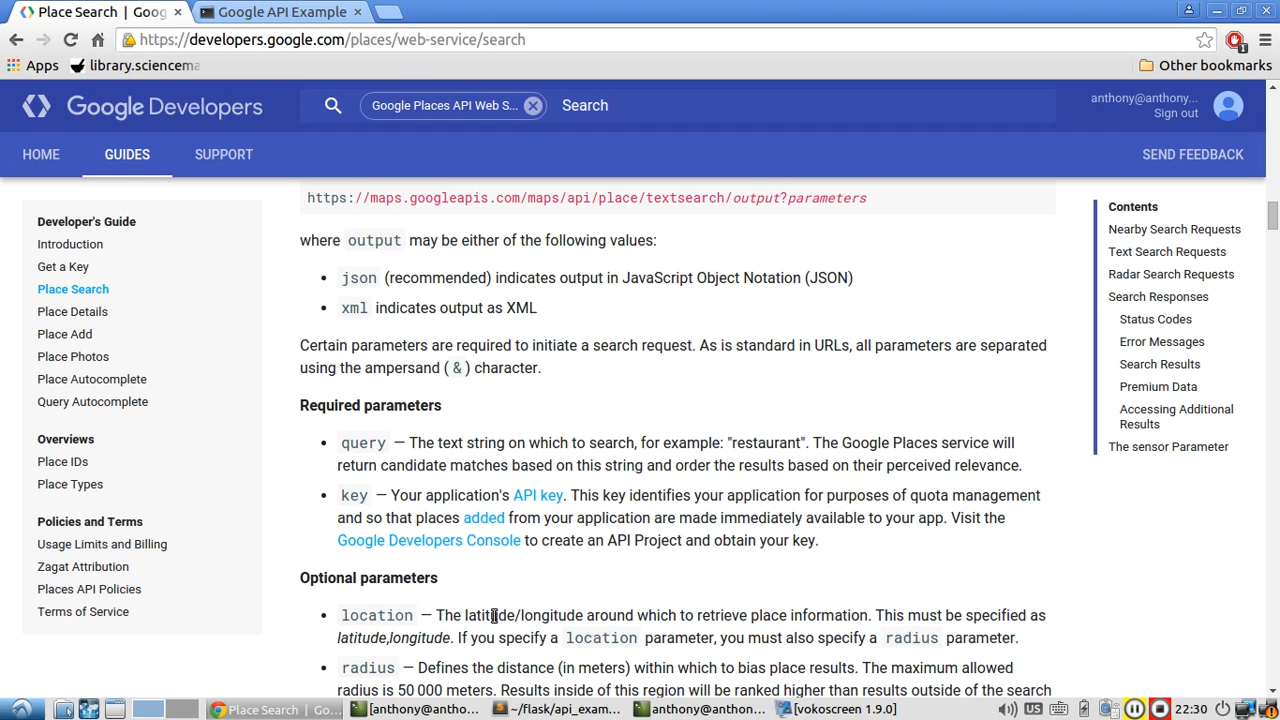 Place Search | Goog
Google API Example
https://developers.google.com/places/web-service/search
Apps
library.sciencema
Other bookmarks
Google Developers
Google Places API Web S...
Search
anthony@anthony...
Sign out
HOME
GUIDES
SUPPORT
SEND FEEDBACK
Developer's Guide
Introduction
Get a Key
Place Search
Place Details
Place Add
Place Photos
Place Autocomplete
Query Autocomplete
Overviews
Place IDs
Place Types
Policies and Terms
Usage Limits and Billing
Zagat Attribution
Places API Policies
Terms of Service
https://maps.googleapis.com/maps/api/place/textsearch/output?parameters
where output may be either of the following values:
• json (recommended) indicates output in JavaScript Object Notation (JSON)
• xml indicates output as XML
Certain parameters are required to initiate a search request. As is standard in URLs, all parameters are separated
using the ampersand ( & ) character.
Required parameters
• query — The text string on which to search, for example: "restaurant". The Google Places service will
return candidate matches based on this string and order the results based on their perceived relevance.
• key — Your application's API key. This key identifies your application for purposes of quota management
and so that places added from your application are made immediately available to your app. Visit the
Google Developers Console to create an API Project and obtain your key.
Optional parameters
• location — The latitude/longitude around which to retrieve place information. This must be specified as
latitude,longitude. If you specify a location parameter, you must also specify a radius parameter.
• radius — Defines the distance (in meters) within which to bias place results. The maximum allowed
radius is 50 000 meters. Results inside of this region will be ranked higher than results outside of the search
Contents
Nearby Search Requests
Text Search Requests
Radar Search Requests
Search Responses
Status Codes
Error Messages
Search Results
Premium Data
Accessing Additional
Results
The sensor Parameter
Place Search | Go...
[anthony@anthony...
~/flask/api_exam...
anthony@anthony...
[vokoscreen 1.9.0]
US
22:30